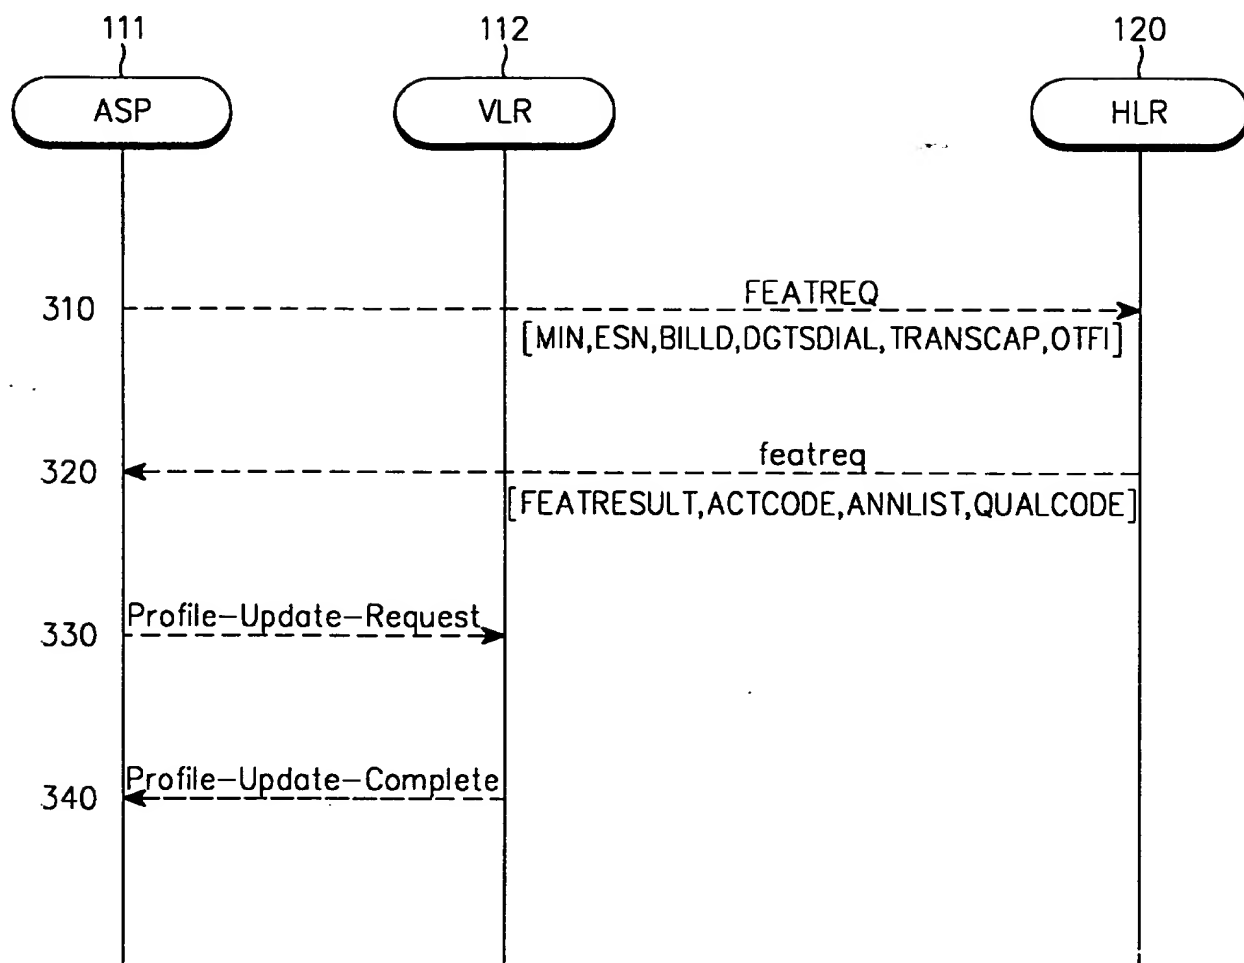 111 112 120
ASP VLR HLR
310 FEATREQ
[MIN,ESN,BILLD,DGTSDIAL,TRANSCAP,OTFI]
320 featreq
[FEATRESULT,ACTCODE,ANNLIST,QUALCODE]
330 Profile-Update-Request
340 Profile-Update-Complete